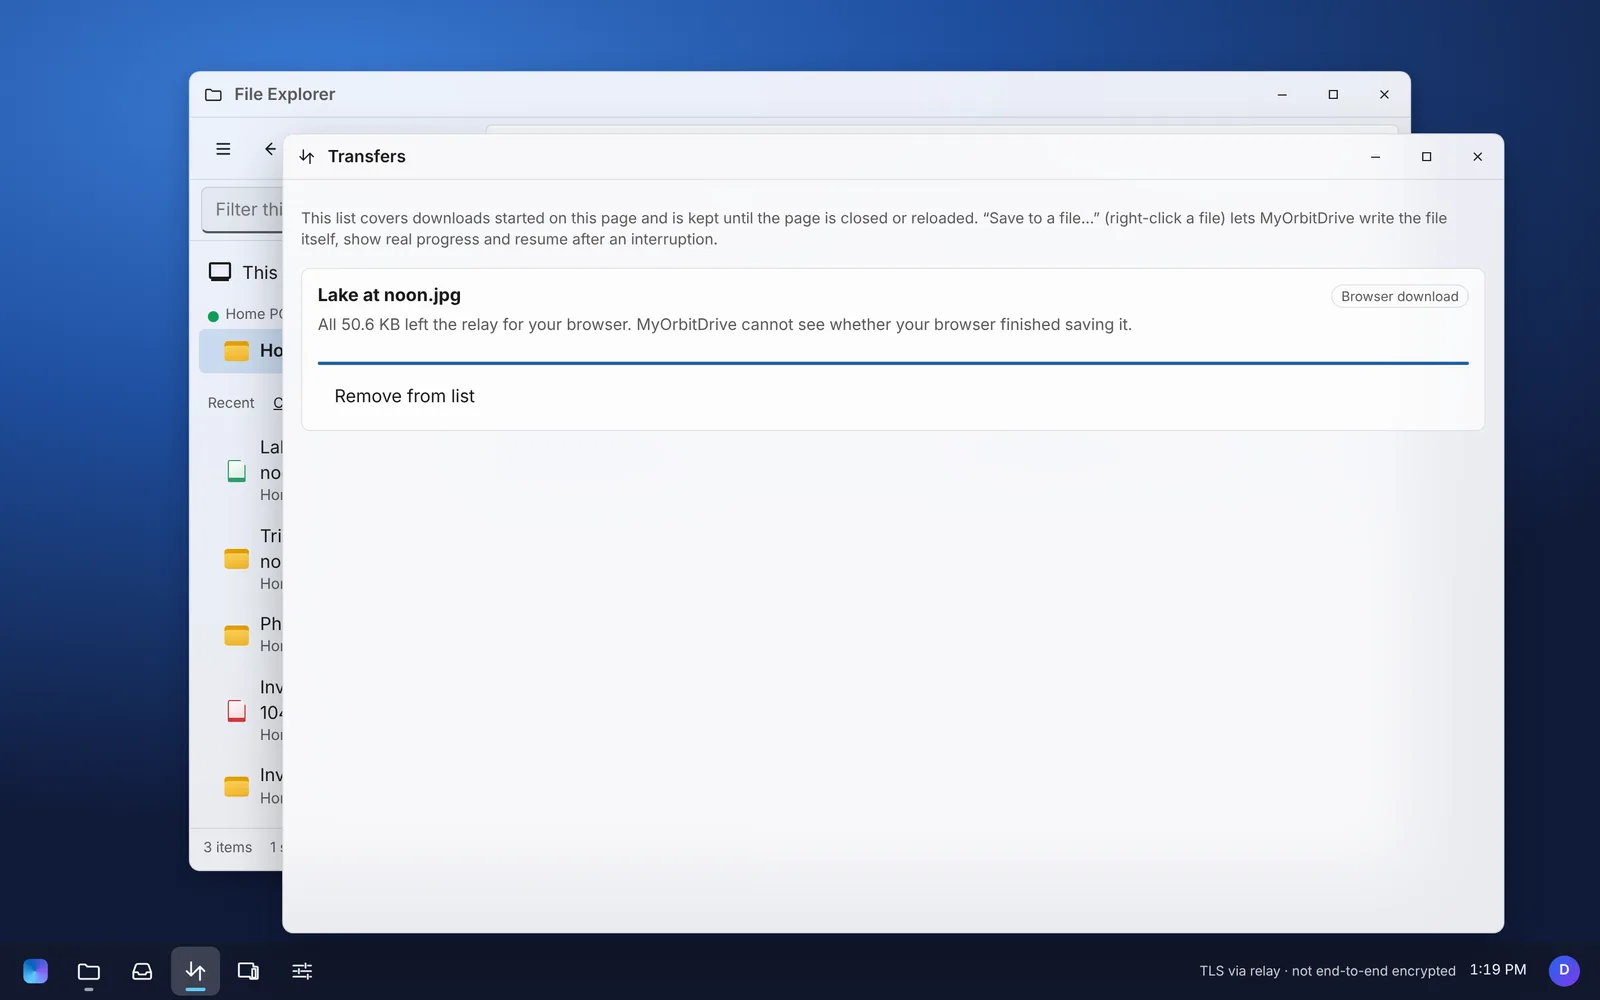 File Explorer
Transfers
Filter
This list covers downloads started on this page and is kept until the page is closed or reloaded. “Save to a file...” (right-click a file) lets MyOrbitDrive write the file
itself, show real progress and resume after an interruption.
This
Lake at noon.jpg
Browser download
Home
All 50.6 KB left the relay for your browser. MyOrbitDrive cannot see whether your browser finished saving it.
Remove from list
Recent
3 items
TLS via relay · not end-to-end encrypted
1:19 PM
D